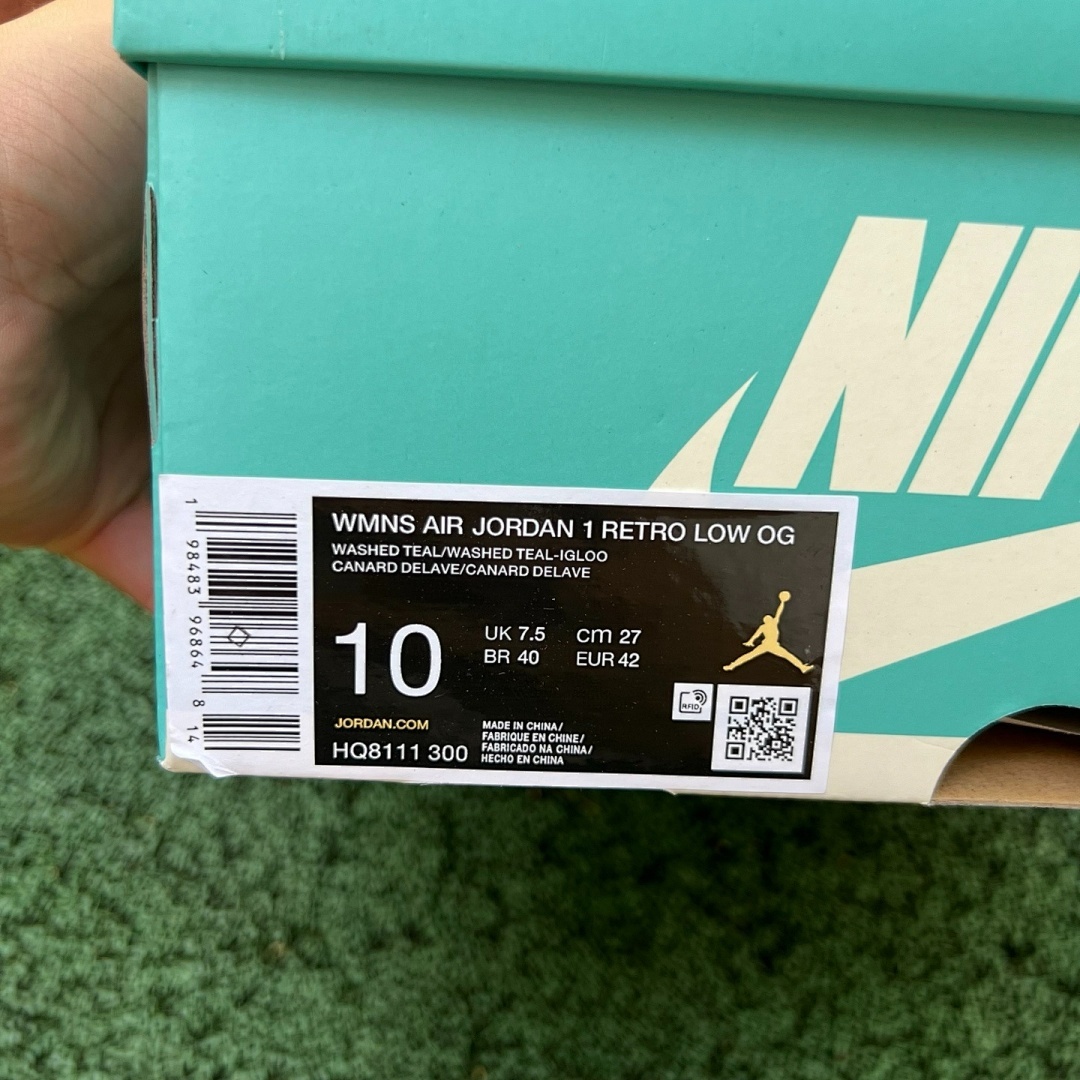 NI
1
98483 96864 8
14
WMNS AIR JORDAN 1 RETRO LOW OG
WASHED TEAL/WASHED TEAL-IGLOO
CANARD DELAVE/CANARD DELAVE
10
UK 7.5 cm 27
BR 40 EUR 42
RFID
JORDAN.COM
HQ8111 300
MADE IN CHINA/
FABRIQUE EN CHINE/
FABRICADO NA CHINA/
HECHO EN CHINA